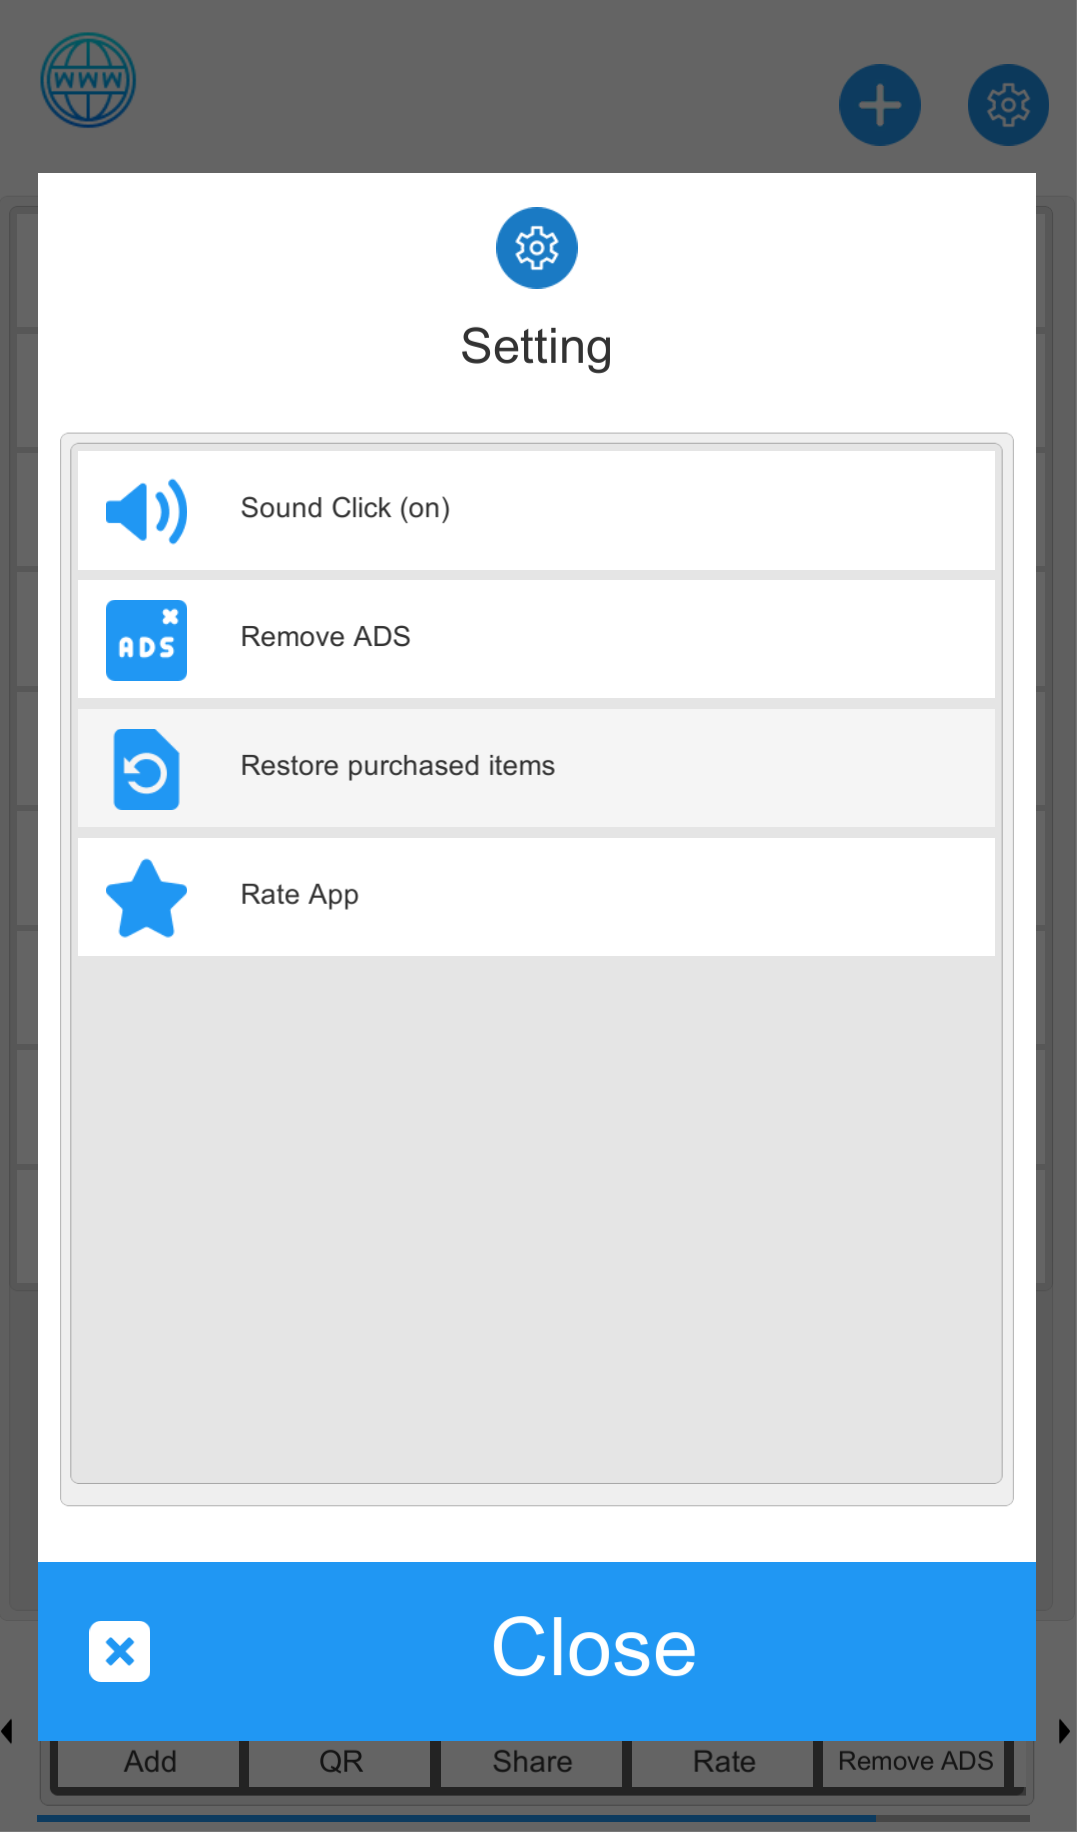 WWW
Setting
Sound Click (on)
ADS
Remove ADS
Restore purchased items
Rate App
Close
Add QR Share Rate Remove ADS